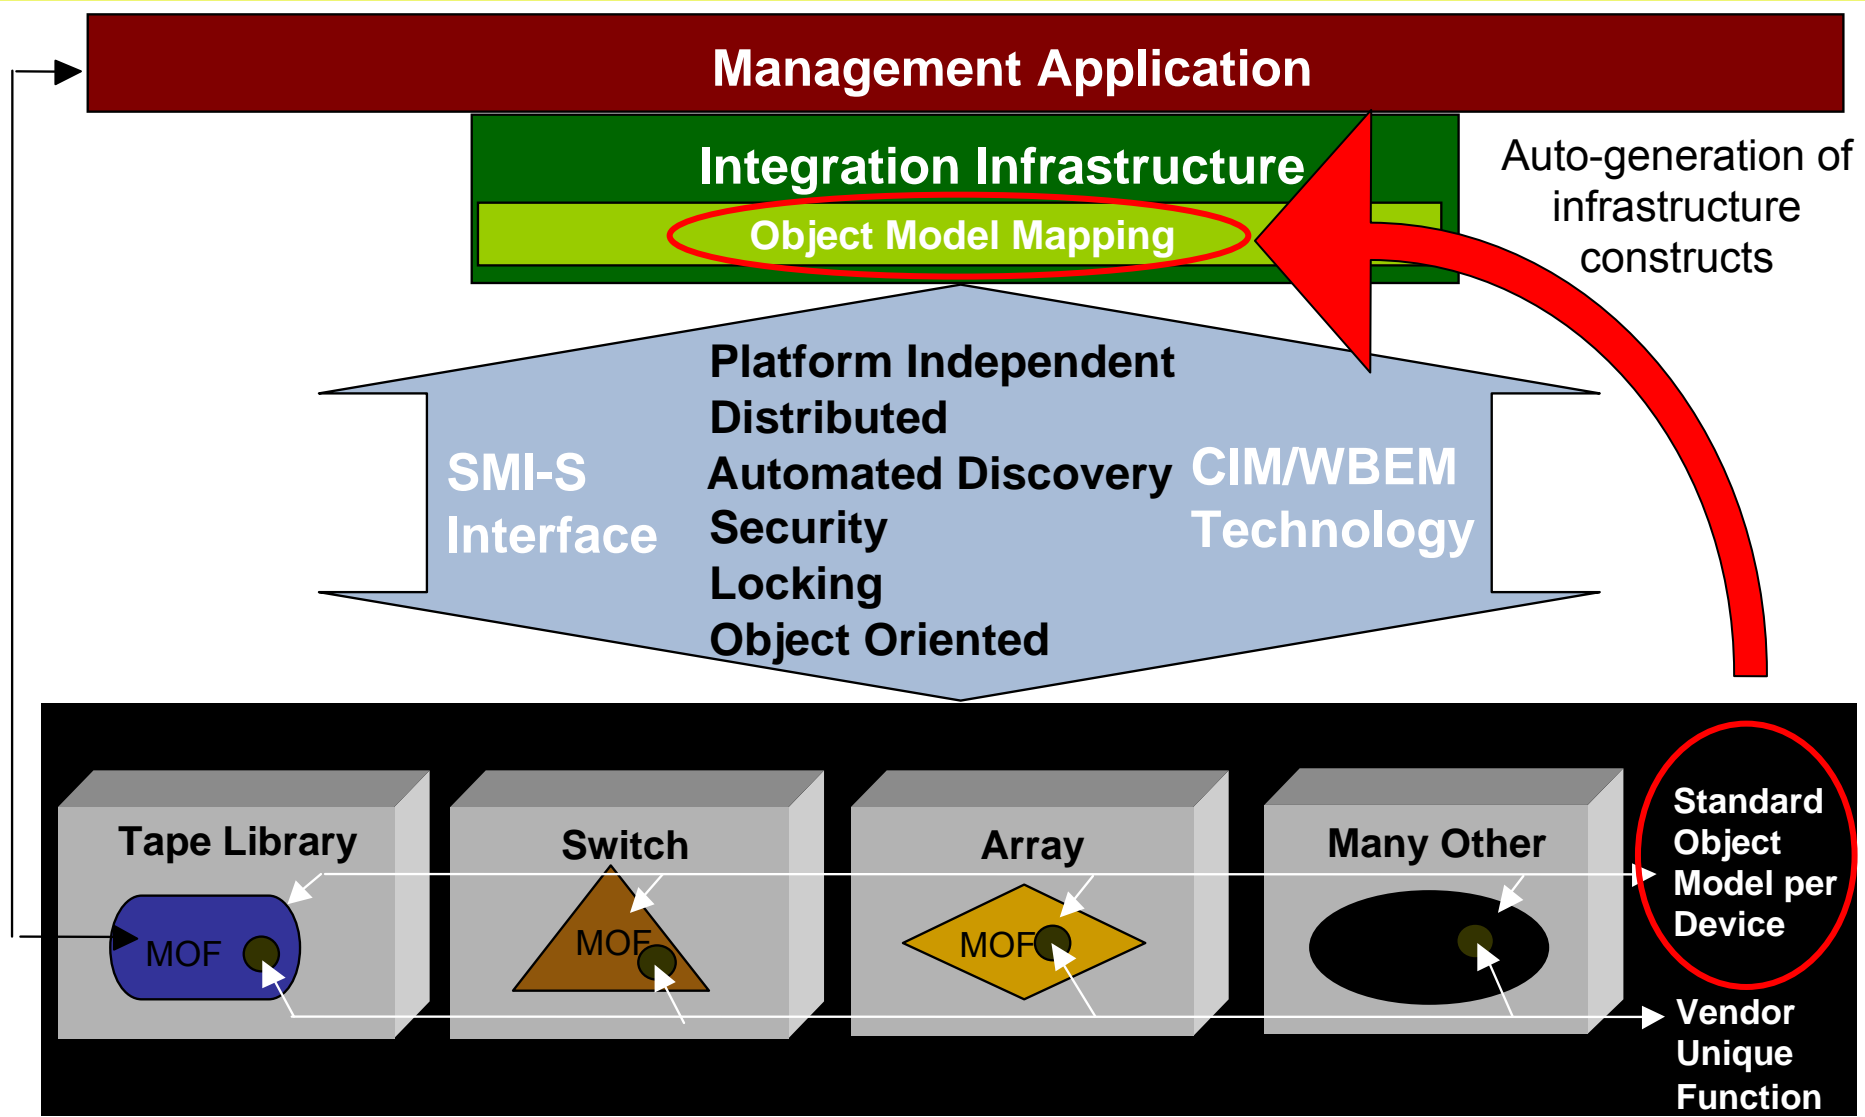 Management Application
Integration Infrastructure
Object Model Mapping
Auto-generation of
infrastructure
constructs
SMI-S
Interface
Platform Independent
Distributed
Automated Discovery
Security
Locking
Object Oriented
CIM/WBEM
Technology
Tape Library
MOF
Switch
MOF
Array
MOF
Many Other
Standard
Object
Model per
Device
Vendor
Unique
Function